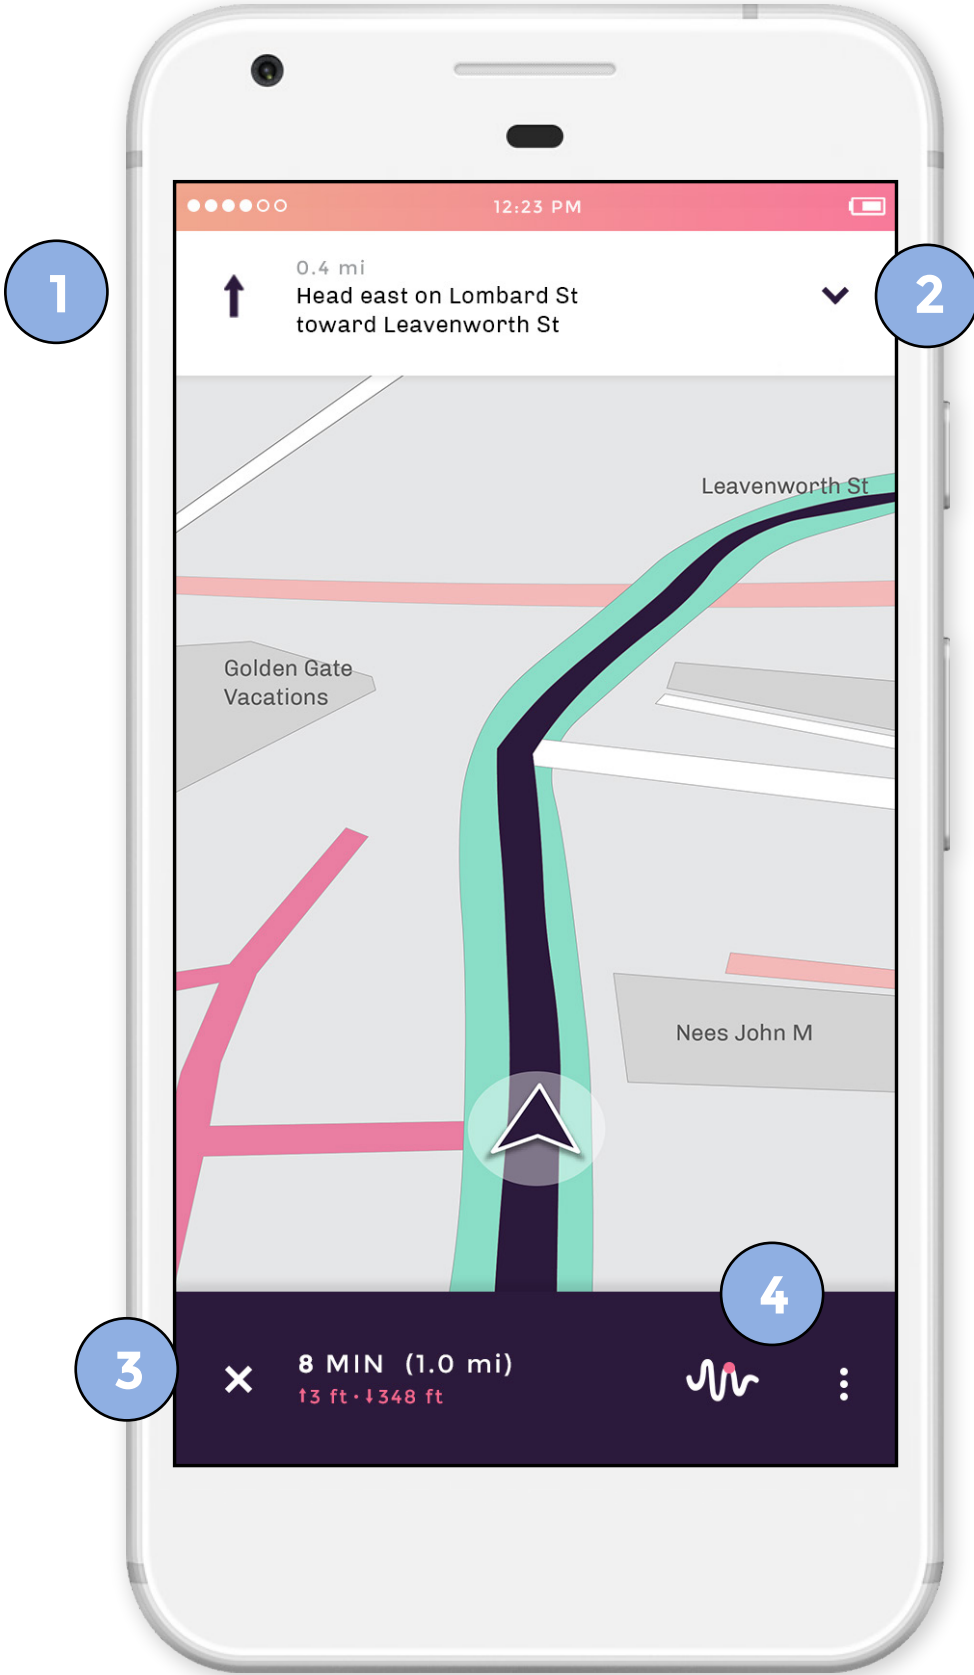 12:23 PM
1
0.4 mi
Head east on Lombard St
toward Leavenworth St
2
Leavenworth St
Golden Gate
Vacations
Nees John M
4
3
8 MIN (1.0 mi)
↑3 ft · ↓348 ft